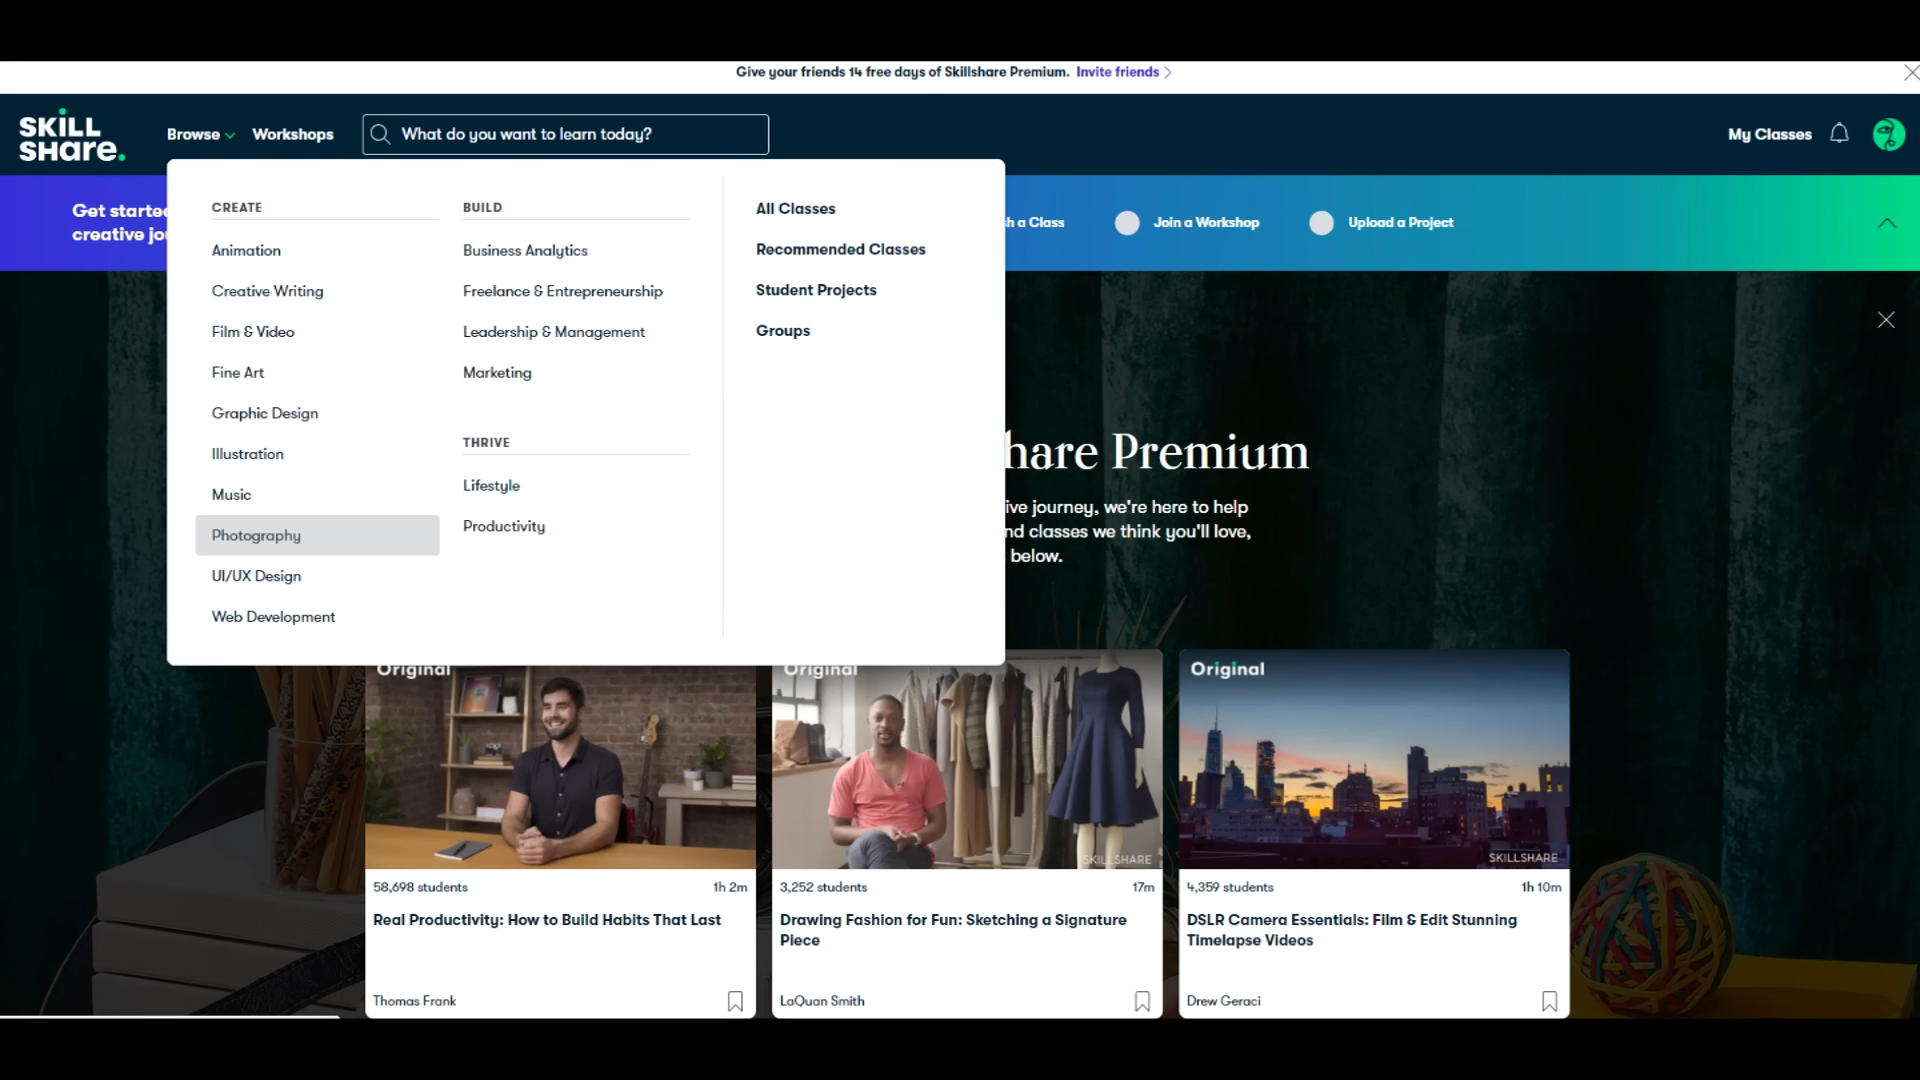 Give your friends 14 free days of Skillshare Premium. Invite friends
SKILL
SHare.
Browse
Workshops
What do you want to learn today?
My Classes
Get started
creative jo
h a Class
Join a Workshop
Upload a Project
CREATE
Animation
Creative Writing
Film & Video
Fine Art
Graphic Design
Illustration
Music
Photography
UI/UX Design
Web Development
BUILD
Business Analytics
Freelance & Entrepreneurship
Leadership & Management
Marketing
THRIVE
Lifestyle
Productivity
All Classes
Recommended Classes
Student Projects
Groups
hare Premium
ive journey, we're here to help
nd classes we think you'll love,
below.
Original
58,698 students 1h 2m
Real Productivity: How to Build Habits That Last
Thomas Frank
Original
SKILLSHARE
3,252 students 17m
Drawing Fashion for Fun: Sketching a Signature
Piece
LaQuan Smith
Original
SKILLSHARE
4,359 students 1h 10m
DSLR Camera Essentials: Film & Edit Stunning
Timelapse Videos
Drew Geraci